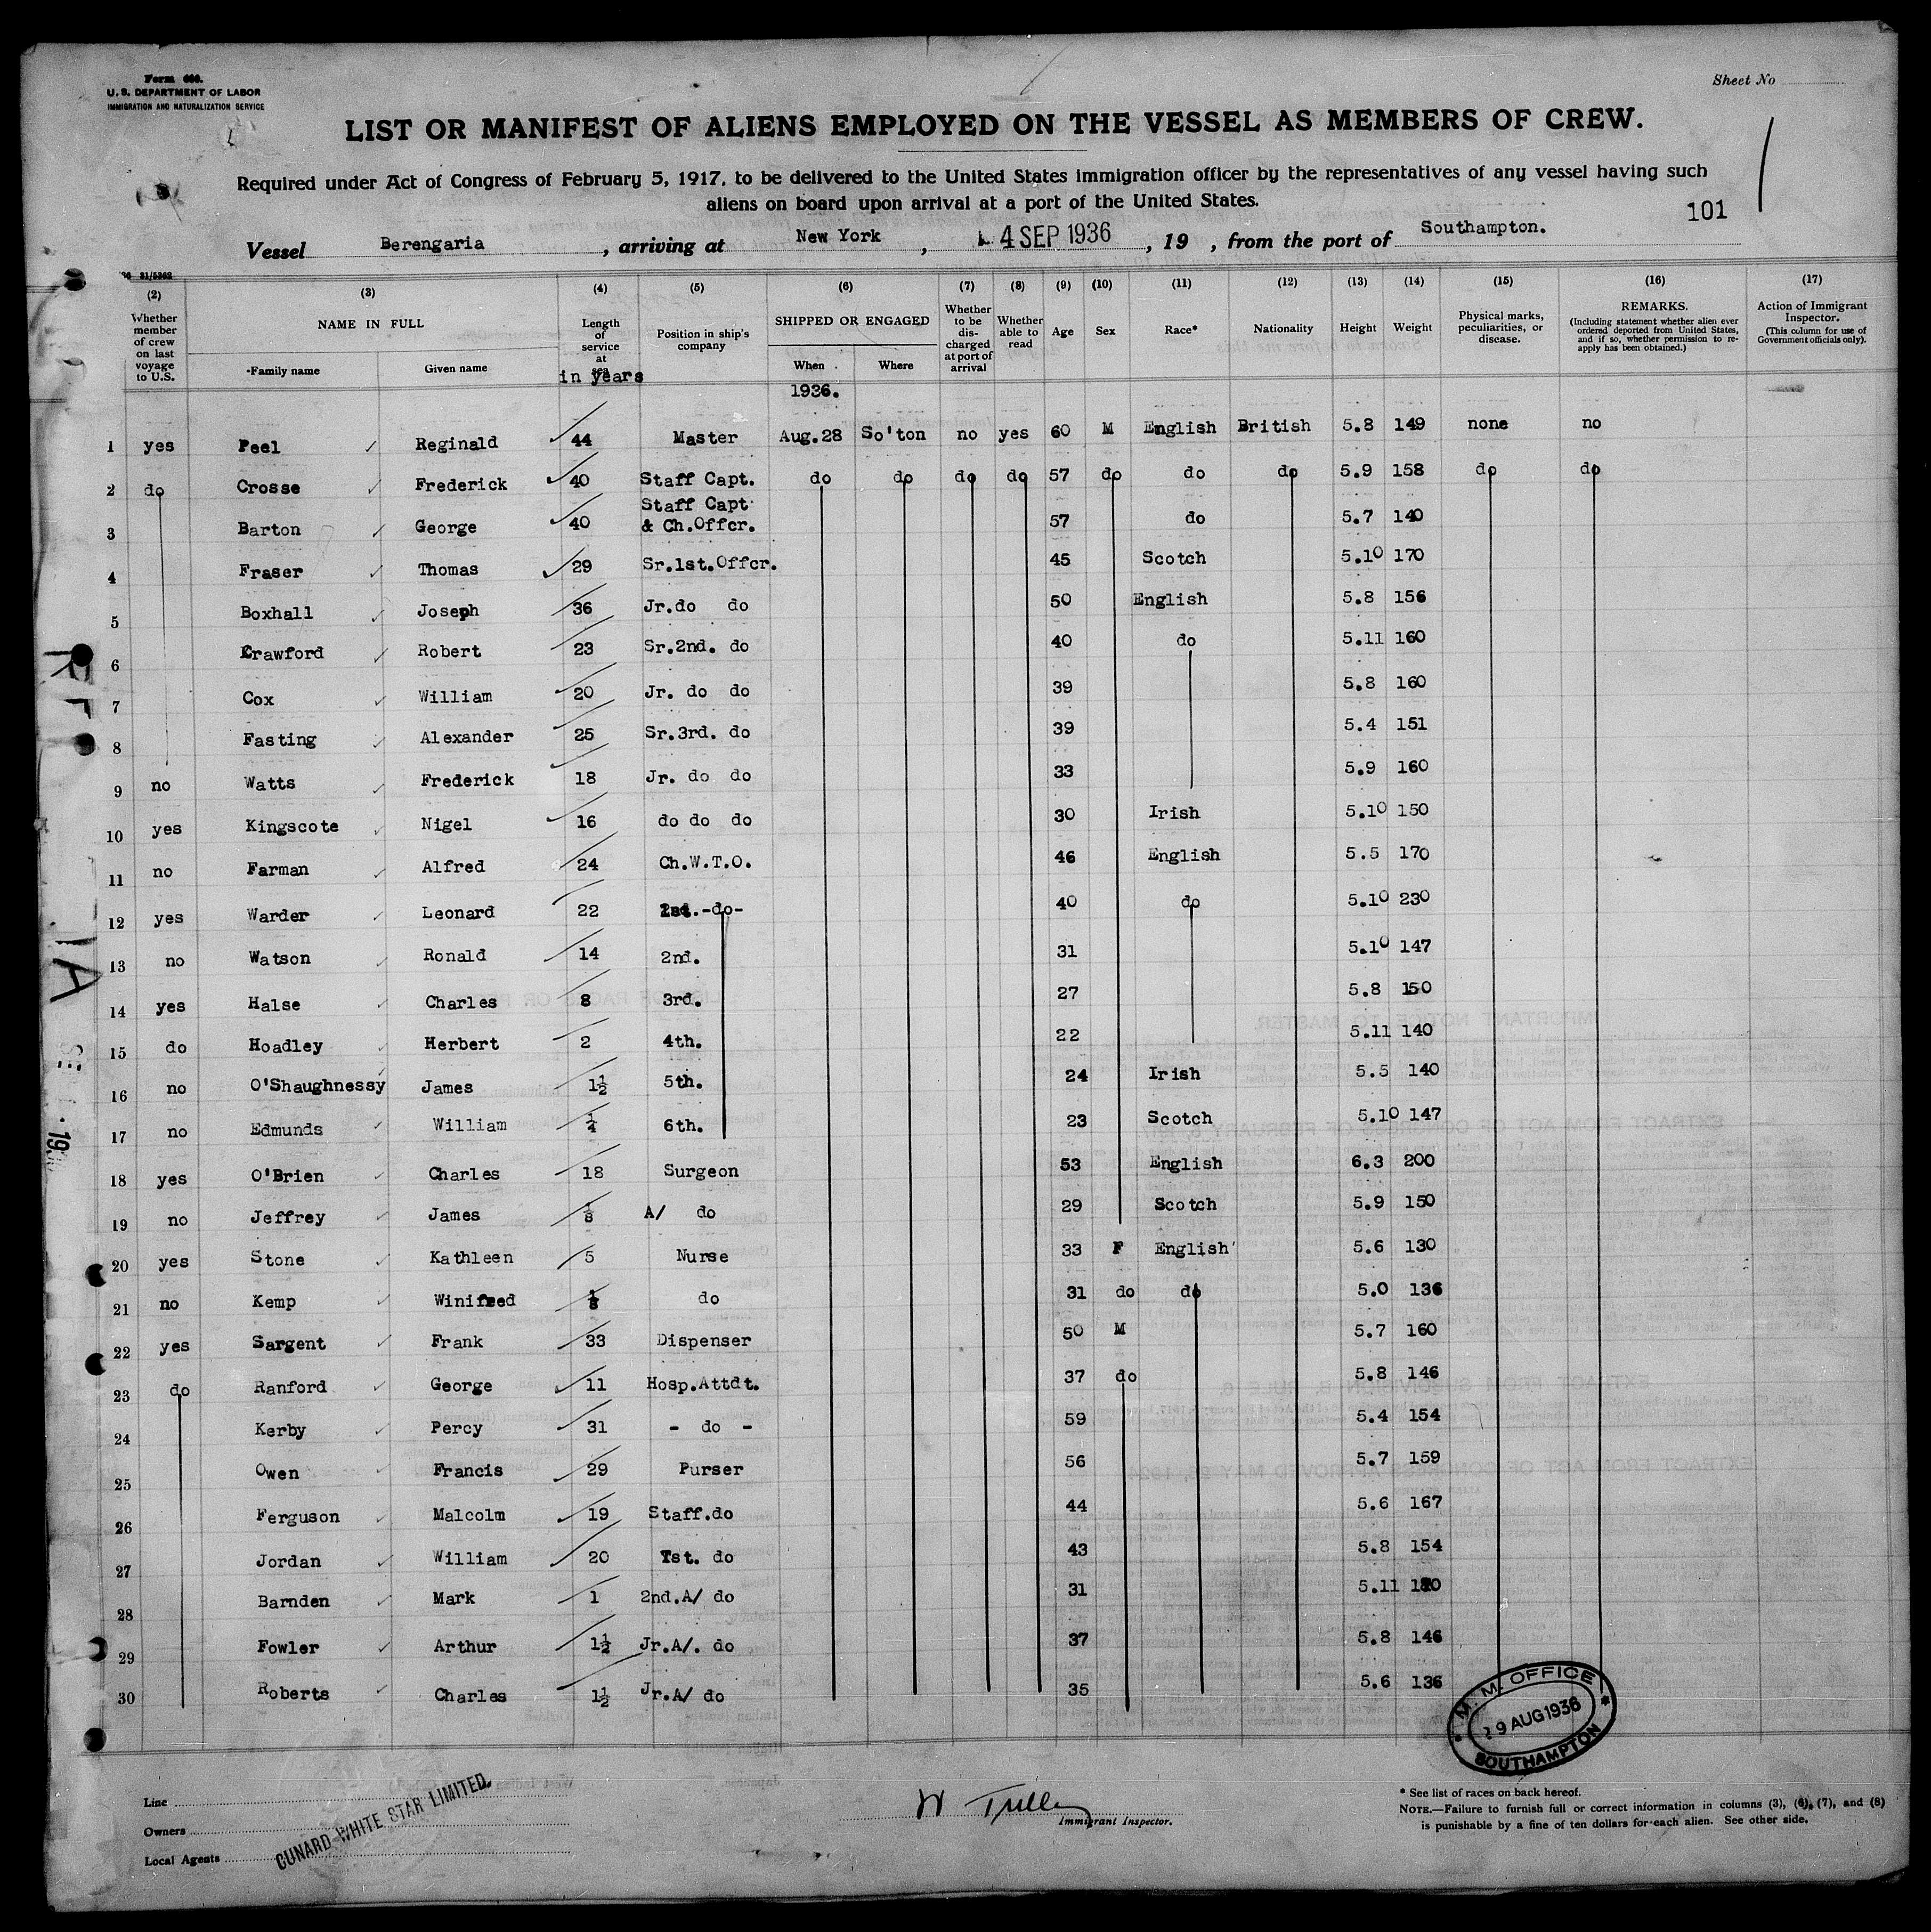 Form 680.
U. S. DEPARTMENT OF LABOR
IMMIGRATION AND NATURALIZATION SERVICE
Sheet No
LIST OR MANIFEST OF ALIENS EMPLOYED ON THE VESSEL AS MEMBERS OF CREW.
Required under Act of Congress of February 5, 1917, to be delivered to the United States immigration officer by the representatives of any vessel having such
aliens on board upon arrival at a port of the United States.
101
Vessel Berengaria, arriving at New York, 4 SEP 1936, 19 , from the port of Southampton.
(2) (3) (4) (5) (6) (7) (8) (9) (10) (11) (12) (13) (14) (15) (16) (17)
Whether member of crew on last voyage to U.S.
NAME IN FULL
Family name
Given name
Length of service at sea
in years
Position in ship's company
SHIPPED OR ENGAGED
When
Where
1936.
Whether to be discharged at port of arrival
Whether able to read
Age
Sex
Race*
Nationality
Height
Weight
Physical marks, peculiarities, or disease.
REMARKS.
(Including statement whether alien ever ordered deported from United States, and if so, whether permission to reapply has been obtained.)
Action of Immigrant Inspector.
(This column for use of Government officials only).
1 yes Peel Reginald 44 Master Aug.28 So'ton no yes 60 M English British 5.8 149 none no
2 do Crosse Frederick 40 Staff Capt. do do do do 57 do do do 5.9 158 do do
3 Barton George 40 Staff Capt & Ch.Offcr. 57 do 5.7 140
4 Fraser Thomas 29 Sr.1st.Offcr. 45 Scotch 5.10 170
5 Boxhall Joseph 36 Jr.do do 50 English 5.8 156
6 Crawford Robert 23 Sr.2nd. do 40 do 5.11 160
7 Cox William 20 Jr. do do 39 5.8 160
8 Fasting Alexander 25 Sr.3rd. do 39 5.4 151
9 no Watts Frederick 18 Jr. do do 33 5.9 160
10 yes Kingscote Nigel 16 do do do 30 Irish 5.10 150
11 no Farman Alfred 24 Ch.W.T.O. 46 English 5.5 170
12 yes Warder Leonard 22 -do- 40 do 5.10 230
13 no Watson Ronald 14 2nd. 31 5.10 147
14 yes Halse Charles 8 3rd. 27 5.8 150
15 do Hoadley Herbert 2 4th. 22 5.11 140
16 no O'Shaughnessy James 1½ 5th. 24 Irish 5.5 140
17 no Edmunds William ¼ 6th. 23 Scotch 5.10 147
18 yes O'Brien Charles 18 Surgeon 53 English 6.3 200
19 no Jeffrey James ⅛ A/ do 29 Scotch 5.9 150
20 yes Stone Kathleen 5 Nurse 33 F English 5.6 130
21 no Kemp Winifred ⅛ do 31 do do 5.0 136
22 yes Sargent Frank 33 Dispenser 50 M 5.7 160
23 do Ranford George 11 Hosp.Attdt. 37 do 5.8 146
24 Kerby Percy 31 - do - 59 5.4 154
25 Owen Francis 29 Purser 56 5.7 159
26 Ferguson Malcolm 19 Staff.do 44 5.6 167
27 Jordan William 20 1st. do 43 5.8 154
28 Barnden Mark 1 2nd.A/ do 31 5.11
29 Fowler Arthur 1½ Jr.A/. do 37 5.8 146
30 Roberts Charles 1½ Jr.A/ do 35 5.6 136
M. M. OFFICE
29 AUG 1936
SOUTHAMPTON
Line
Owners
Local Agents
CUNARD WHITE STAR LIMITED.
Immigrant Inspector.
* See list of races on back hereof.
NOTE.—Failure to furnish full or correct information in columns (3), (6), (7), and (8)
is punishable by a fine of ten dollars for each alien. See other side.